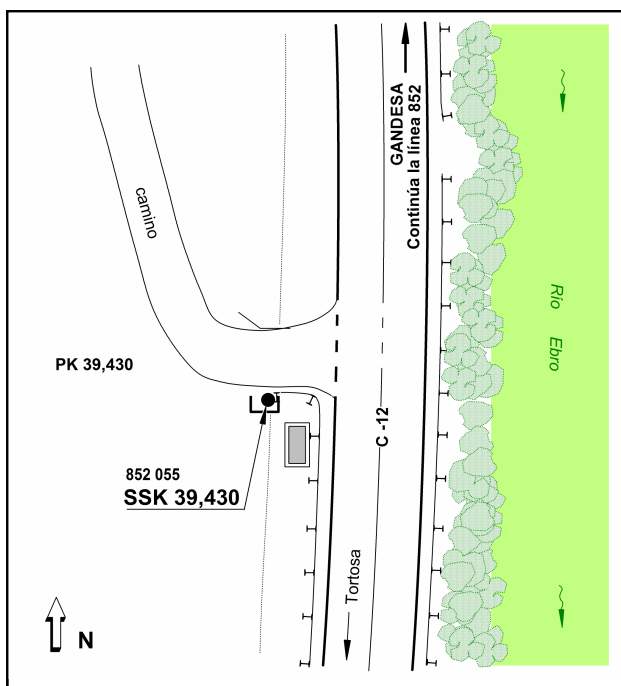 GANDESA
Continúa la línea 852
camino
Río Ebro
PK 39,430
C -12
852 055
SSK 39,430
Tortosa
N